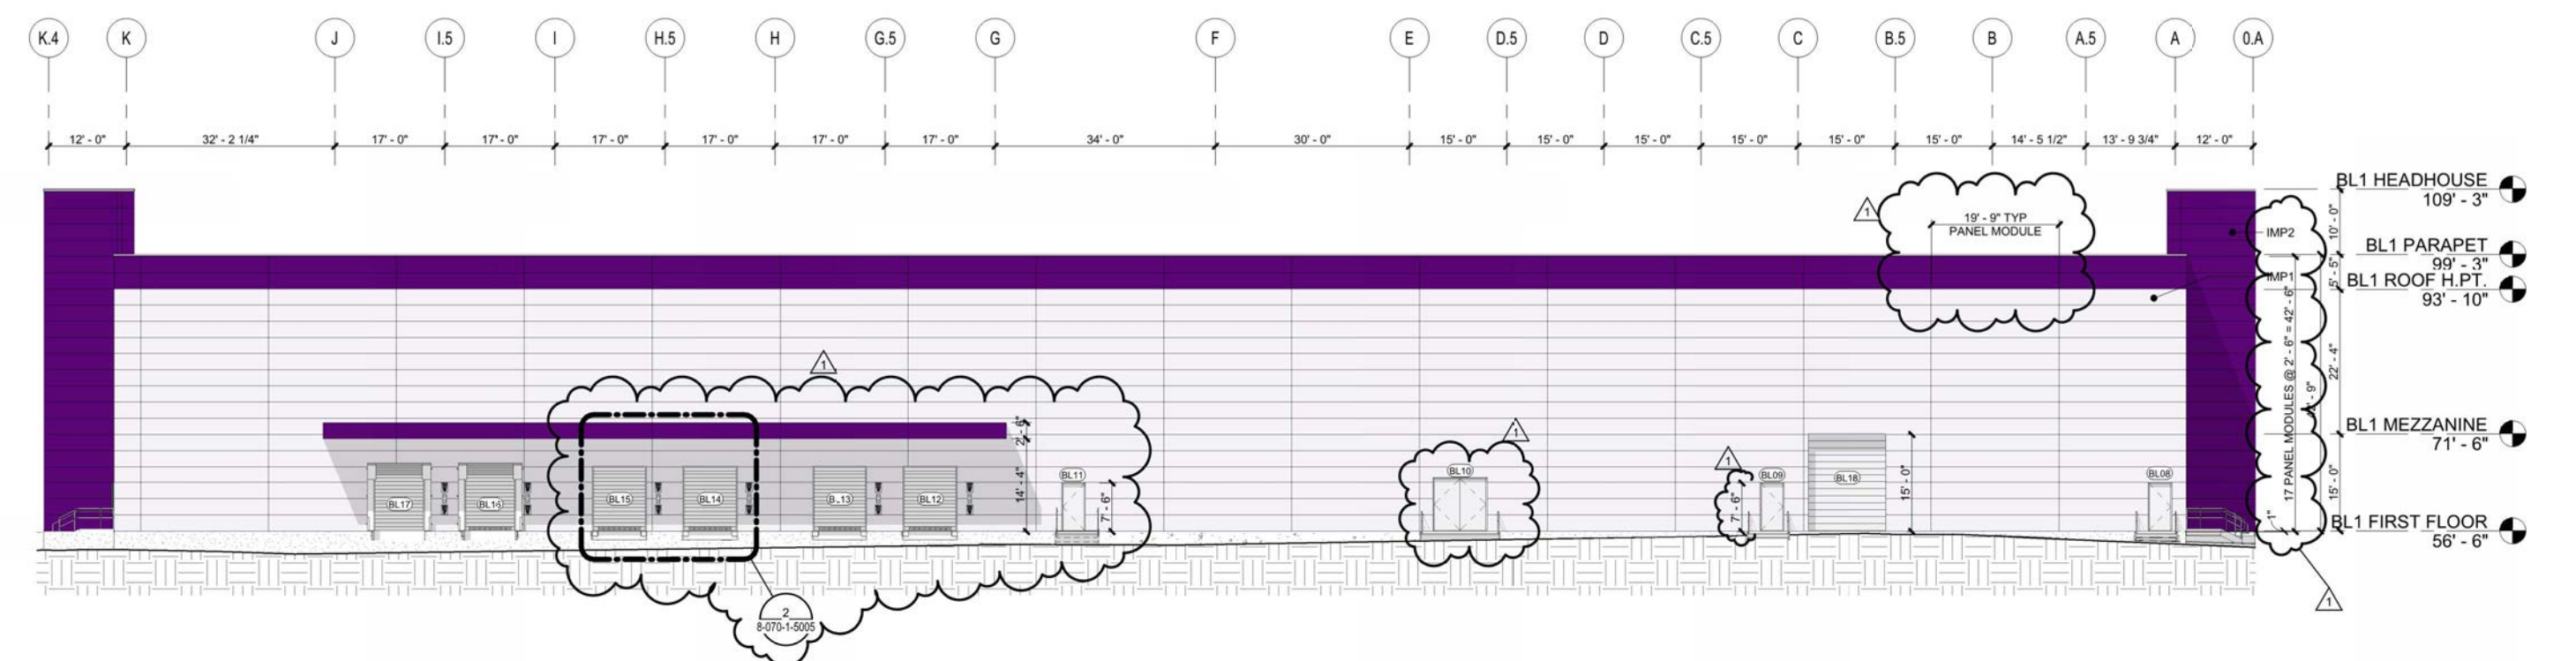 K.4 K J I.5 I H.5 H G.5 G F E D.5 D C.5 C B.5 B A.5 A 0.A
12' - 0" 32' - 2 1/4" 17' - 0" 17' - 0" 17' - 0" 17' - 0" 17' - 0" 17' - 0" 34' - 0" 30' - 0" 15' - 0" 15' - 0" 15' - 0" 15' - 0" 15' - 0" 15' - 0" 14' - 5 1/2" 13' - 9 3/4" 12' - 0"
BL1 HEADHOUSE
109' - 3"
10' - 0"
1
19' - 9" TYP
PANEL MODULE
IMP2
BL1 PARAPET
99' - 3"
5' - 5"
IMP1
BL1 ROOF H.PT.
93' - 10"
17 PANEL MODULES @ 2' - 6" = 42' - 6"
22' - 4"
1
2' - 6"
14' - 4"
BL1 MEZZANINE
71' - 6"
1
1
BL17
BL16
BL15
BL14
BL13
BL12
BL11
7' - 6"
BL10
BL09
7' - 6"
BL18
15' - 0"
BL08
15' - 0"
1"
BL1 FIRST FLOOR
56' - 6"
1
2
8-070-1-5005